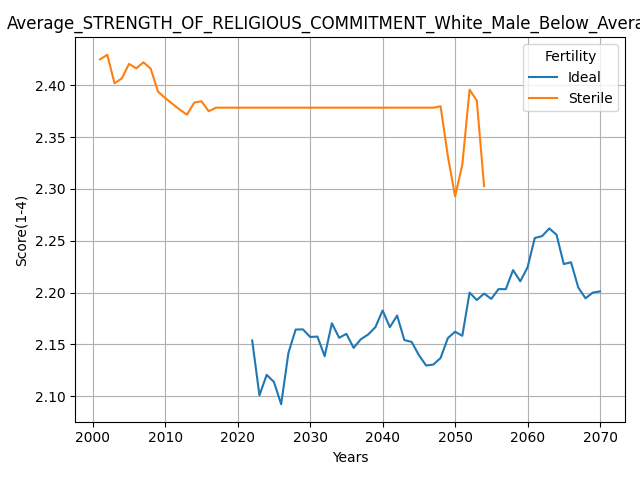 Average_STRENGTH_OF_RELIGIOUS_COMMITMENT_White_Male_Below_Avera
Fertility
Ideal
Sterile
2.40
2.35
2.30
2.25
2.20
2.15
2.10
Score(1-4)
2000 2010 2020 2030 2040 2050 2060 2070
Years